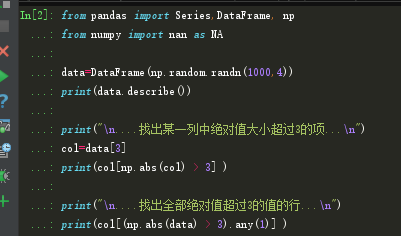 In[2]: from pandas import Series,DataFrame, np
...: from numpy import nan as NA
...:
...: data=DataFrame(np.random.randn(1000,4))
...: print(data.describe())
...:
...: print("\n....找出某一列中绝对值大小超过3的项...\n")
...: col=data[3]
...: print(col[np.abs(col) > 3] )
...:
...: print("\n....找出全部绝对值超过3的值的行...\n")
...: print(col[(np.abs(data) > 3).any(1)] )